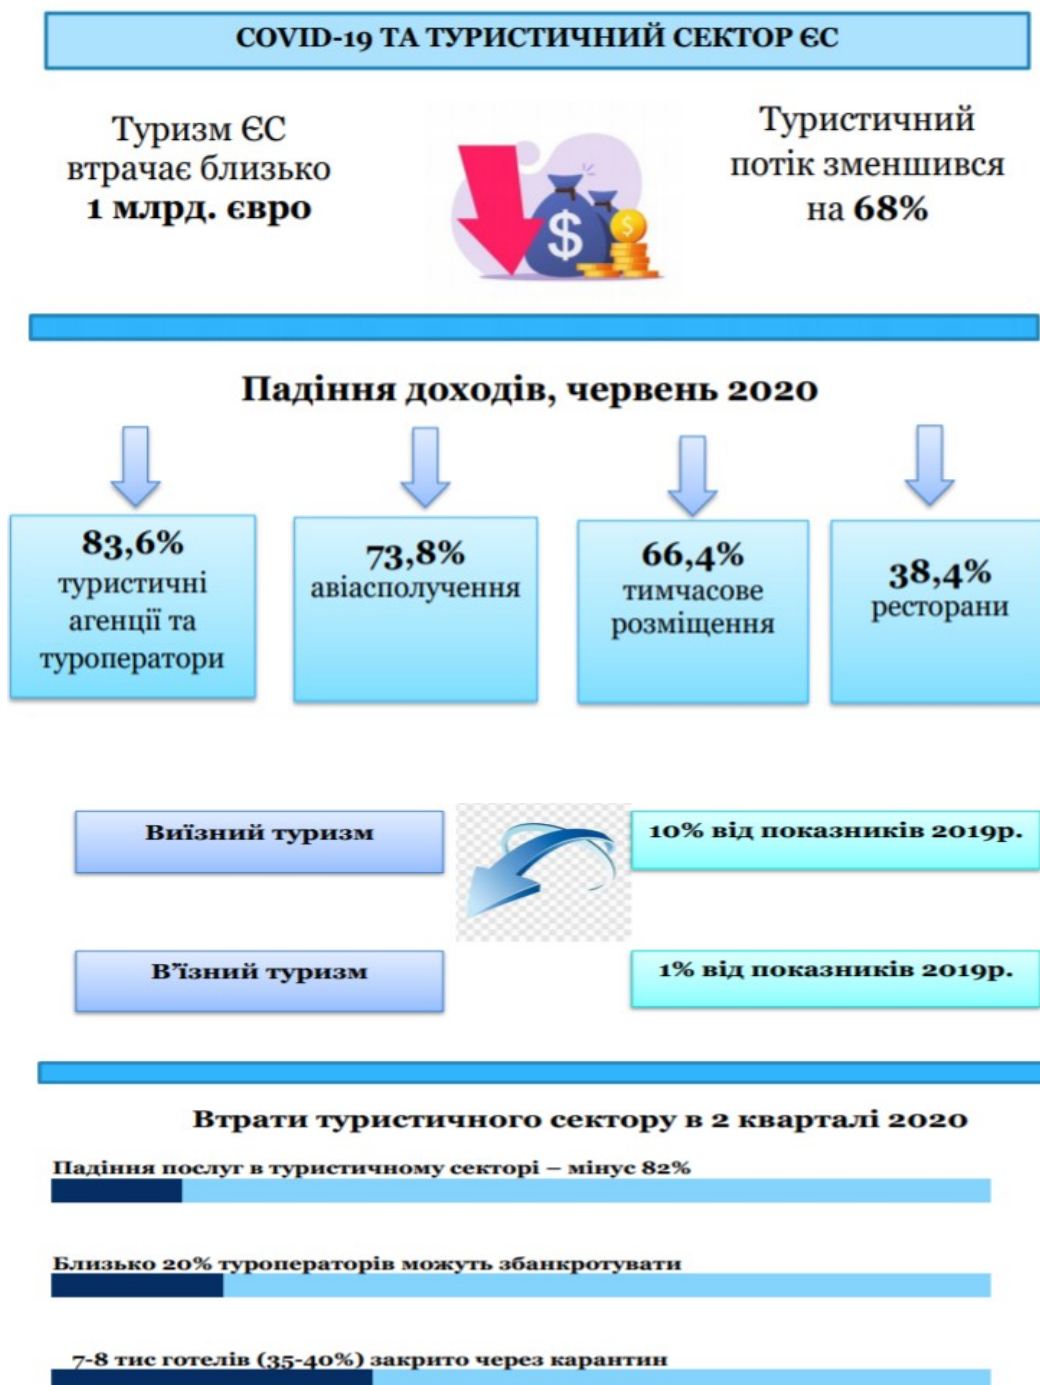 COVID-19 ТА ТУРИСТИЧНИЙ СЕКТОР ЄС
Туризм ЄС
втрачає близько
1 млрд. євро
Туристичний
потік зменшився
на 68%
Падіння доходів, червень 2020
83,6%
туристичні
агенції та
туроператори
73,8%
авіасполучення
66,4%
тимчасове
розміщення
38,4%
ресторани
Виїзний туризм
10% від показників 2019р.
В’їзний туризм
1% від показників 2019р.
Втрати туристичного сектору в 2 кварталі 2020
Падіння послуг в туристичному секторі – мінус 82%
Близько 20% туроператорів можуть збанкротувати
7-8 тис готелів (35-40%) закрито через карантин